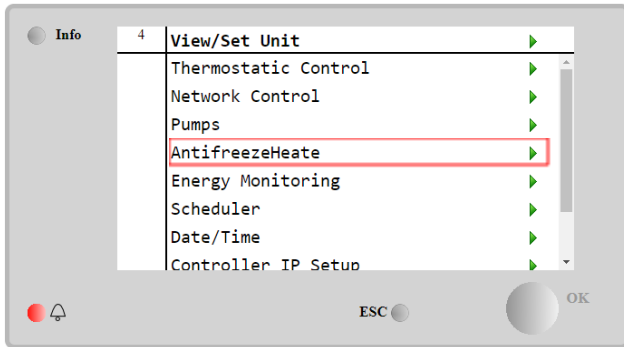 Info
4 View/Set Unit
Thermostatic Control
Network Control
Pumps
AntifreezeHeate
Energy Monitoring
Scheduler
Date/Time
Controller IP Setup
ESC
OK